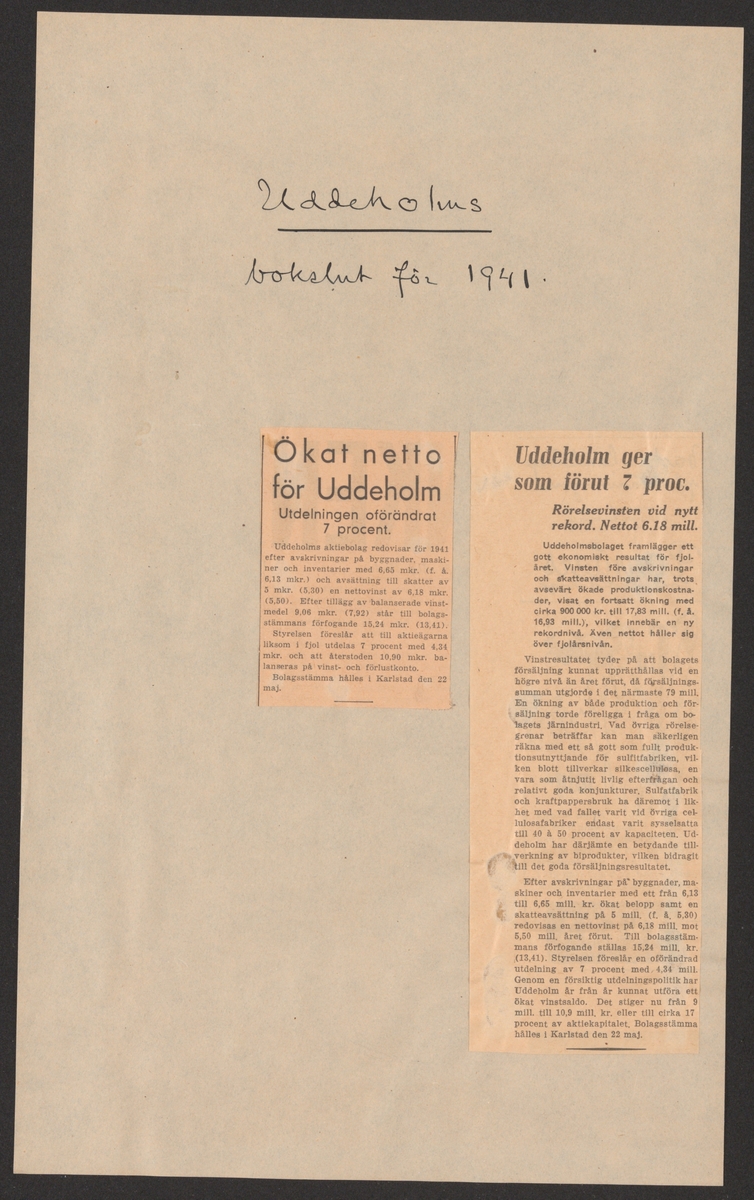 Uddeholms
bokslut för 1941.
Ökat netto
för Uddeholm
Utdelningen oförändrat
7 procent.
Uddeholms aktiebolag redovisar för 1941
efter avskrivningar på byggnader, maski-
ner och inventarier med 6,65 mkr. (f. å.
6,13 mkr.) och avsättning till skatter av
5 mkr. (5,30) en nettovinst av 6,18 mkr.
(5,50). Efter tillägg av balanserade vinst-
medel 9,06 mkr. (7,92) står till bolags-
stämmans förfogande 15,24 mkr. (13,41).
Styrelsen föreslår att till aktieägarna
liksom i fjol utdelas 7 procent med 4,34
mkr. och att återstoden 10,90 mkr. ba-
lanseras på vinst- och förlustkonto.
Bolagsstämma hålles i Karlstad den 22
maj.
Uddeholm ger
som förut 7 proc.
Rörelsevinsten vid nytt
rekord. Nettot 6.18 mill.
Uddeholmsbolaget framlägger ett
gott ekonomiskt resultat för fjol-
året. Vinsten före avskrivningar
och skatteavsättningar har, trots
avsevärt ökade produktionskostna-
der, visat en fortsatt ökning med
cirka 900 000 kr. till 17,83 mill. (f. å.
16,93 mill.), vilket innebär en ny
rekordnivå. Även nettot håller sig
över fjolårsnivån.
Vinstresultatet tyder på att bolagets
försäljning kunnat upprätthållas vid en
högre nivå än året förut, då försäljnings-
summan utgjorde i det närmaste 79 mill.
En ökning av både produktion och för-
säljning torde föreligga i fråga om bo-
lagets järnindustri. Vad övriga rörelse-
grenar beträffar kan man säkerligen
räkna med ett så gott som fullt produk-
tionsutnyttjande för sulfitfabriken, vil-
ken blott tillverkar silkescellulosa, en
vara som åtnjutit livlig efterfrågan och
relativt goda konjunkturer. Sulfatfabrik
och kraftpappersbruk ha däremot i lik-
het med vad fallet varit vid övriga cel-
lulosafabriker endast varit sysselsatta
till 40 à 50 procent av kapaciteten. Ud-
deholm har därjämte en betydande till-
verkning av biprodukter, vilken bidragit
till det goda försäljningsresultatet.
Efter avskrivningar på byggnader, ma-
skiner och inventarier med ett från 6,13
till 6,65 mill. kr. ökat belopp samt en
skatteavsättning på 5 mill. (f. å. 5,30)
redovisas en nettovinst på 6,18 mill. mot
5,50 mill. året förut. Till bolagsstäm-
mans förfogande ställas 15,24 mill. kr.
(13,41). Styrelsen föreslår en oförändrad
utdelning av 7 procent med 4,34 mill.
Genom en försiktig utdelningspolitik har
Uddeholm år från år kunnat utföra ett
ökat vinstsaldo. Det stiger nu från 9
mill. till 10,9 mill. kr. eller till cirka 17
procent av aktiekapitalet. Bolagsstämma
hålles i Karlstad den 22 maj.